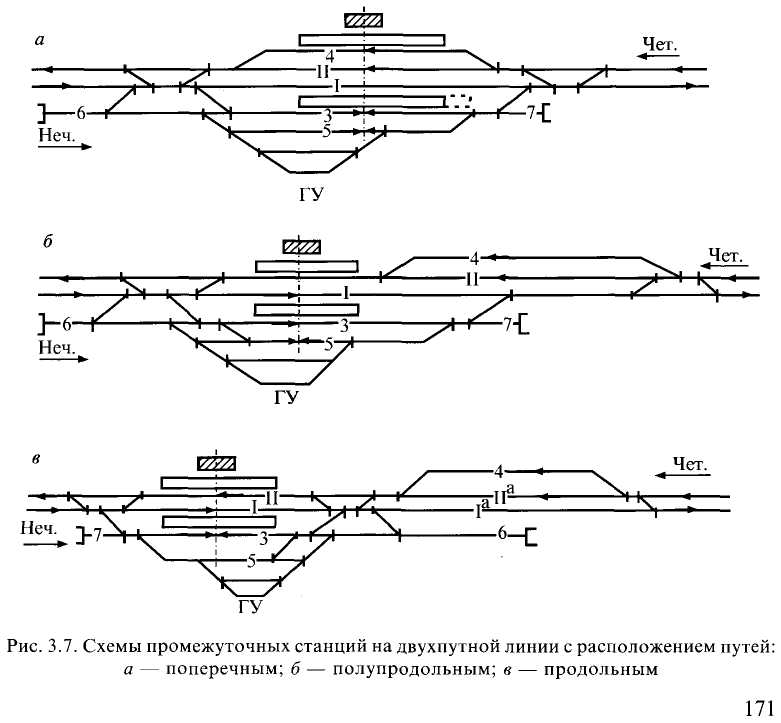 а
4
Чет.
II
I
6
3
7
Неч.
5
ГУ
б
4
Чет.
II
I
6
3
7
Неч.
5
ГУ
в
4
Чет.
II
IIа
I
Iа
Неч.
7
3
6
5
ГУ
Рис. 3.7. Схемы промежуточных станций на двухпутной линии с расположением путей:
а — поперечным; б — полупродольным; в — продольным
171